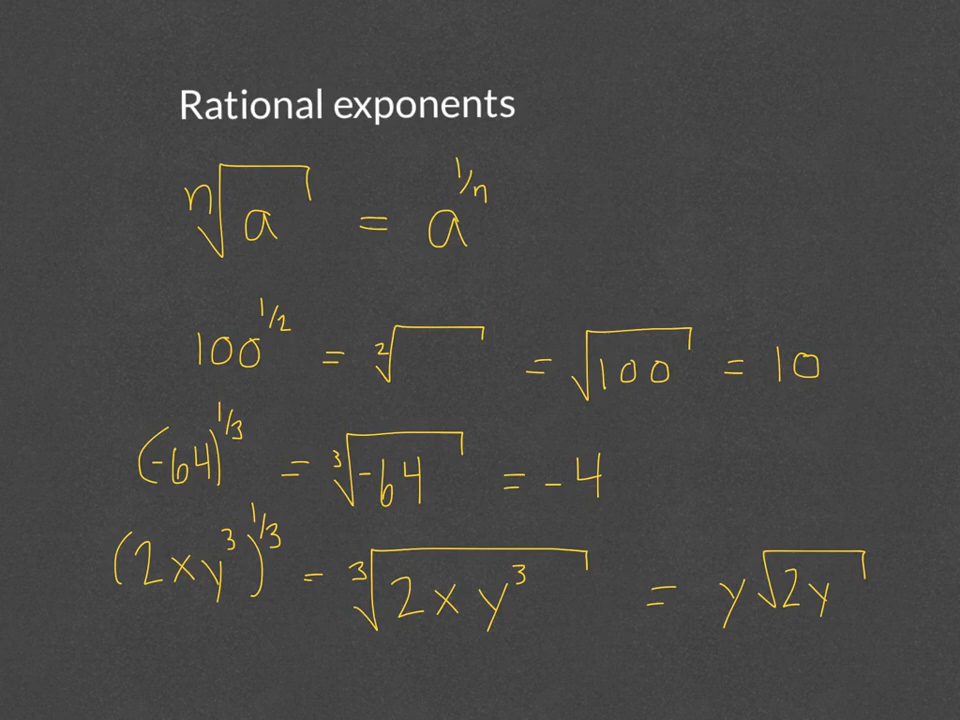 Rational exponents
ⁿ√a = a^1/n
100^1/2 = ²√ = √100 = 10
(-64)^1/3 = ³√-64 = -4
(2xy³)^1/3 = ³√2xy³ = y√2y